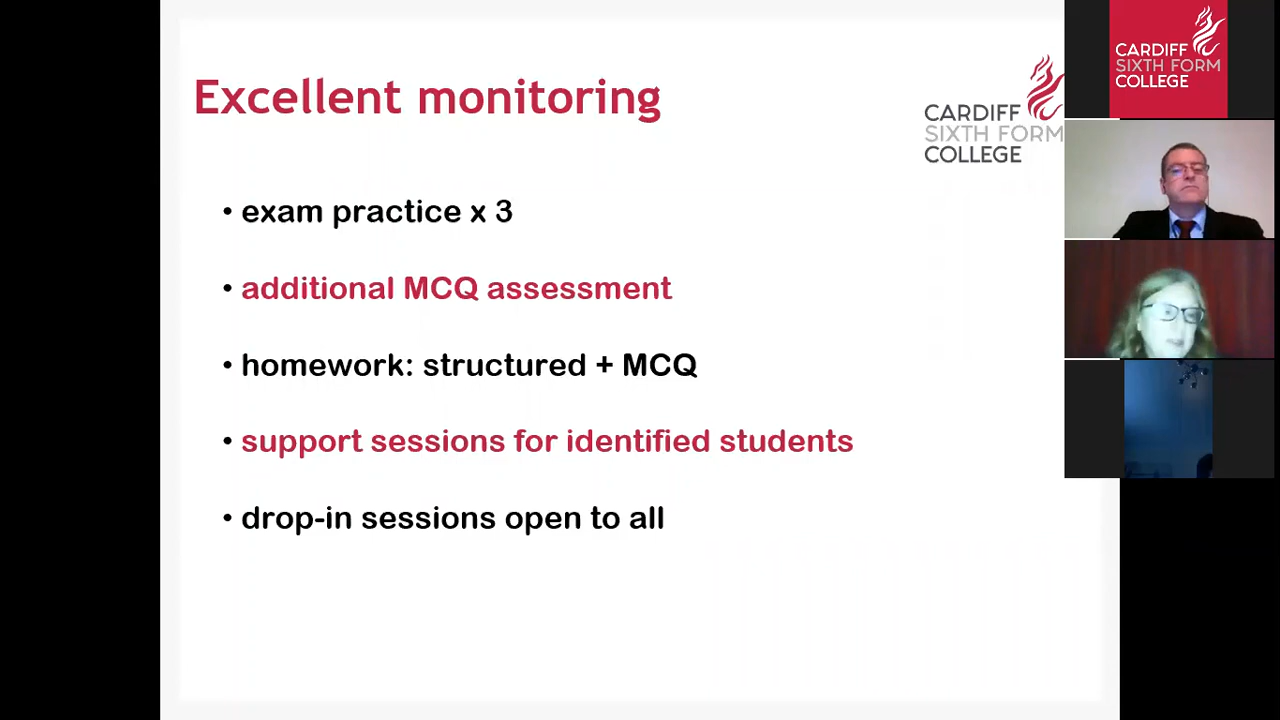 Excellent monitoring
CARDIFF
SIXTH FORM
COLLEGE
• exam practice x 3
• additional MCQ assessment
• homework: structured + MCQ
• support sessions for identified students
• drop-in sessions open to all
CARDIFF
SIXTH FORM
COLLEGE